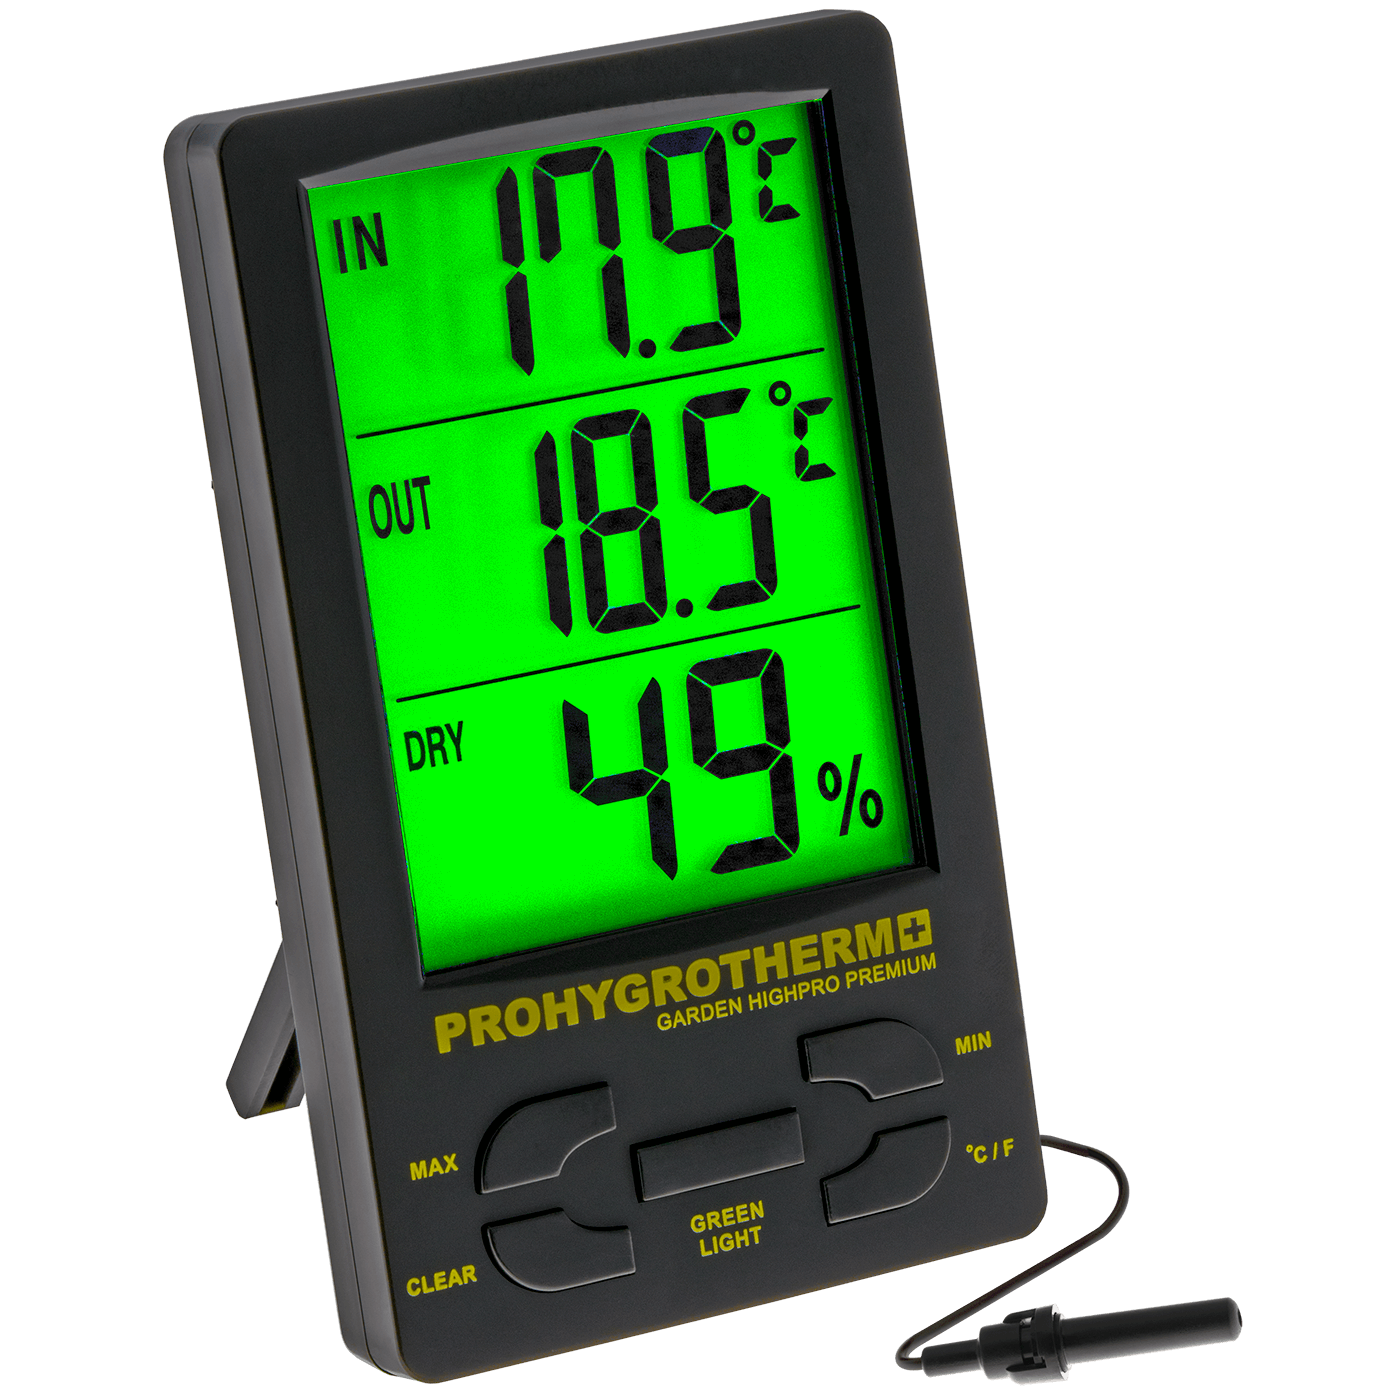 IN 17.9°C
OUT 18.5°C
DRY 49%
PROHYGROTHERM+
GARDEN HIGHPRO PREMIUM
MIN
MAX
°C / F
GREEN
LIGHT
CLEAR